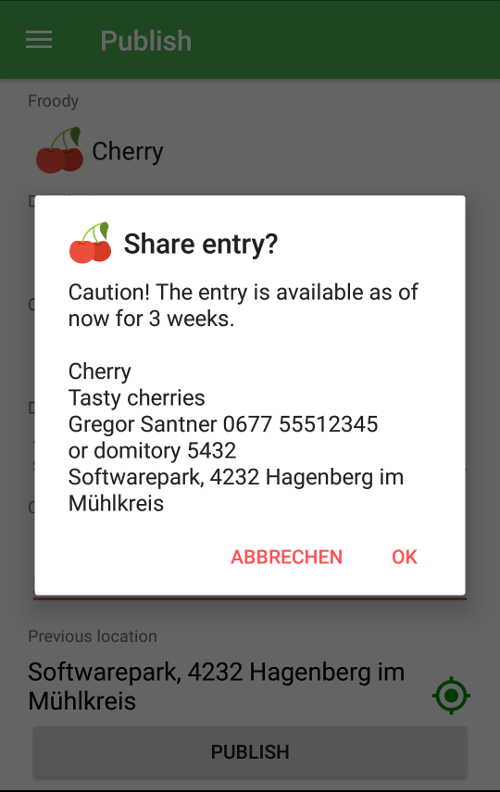 Publish
Froody
Cherry
Share entry?
Caution! The entry is available as of
now for 3 weeks.
Cherry
Tasty cherries
Gregor Santner 0677 55512345
or domitory 5432
Softwarepark, 4232 Hagenberg im
Mühlkreis
ABBRECHEN OK
Previous location
Softwarepark, 4232 Hagenberg im
Mühlkreis
PUBLISH